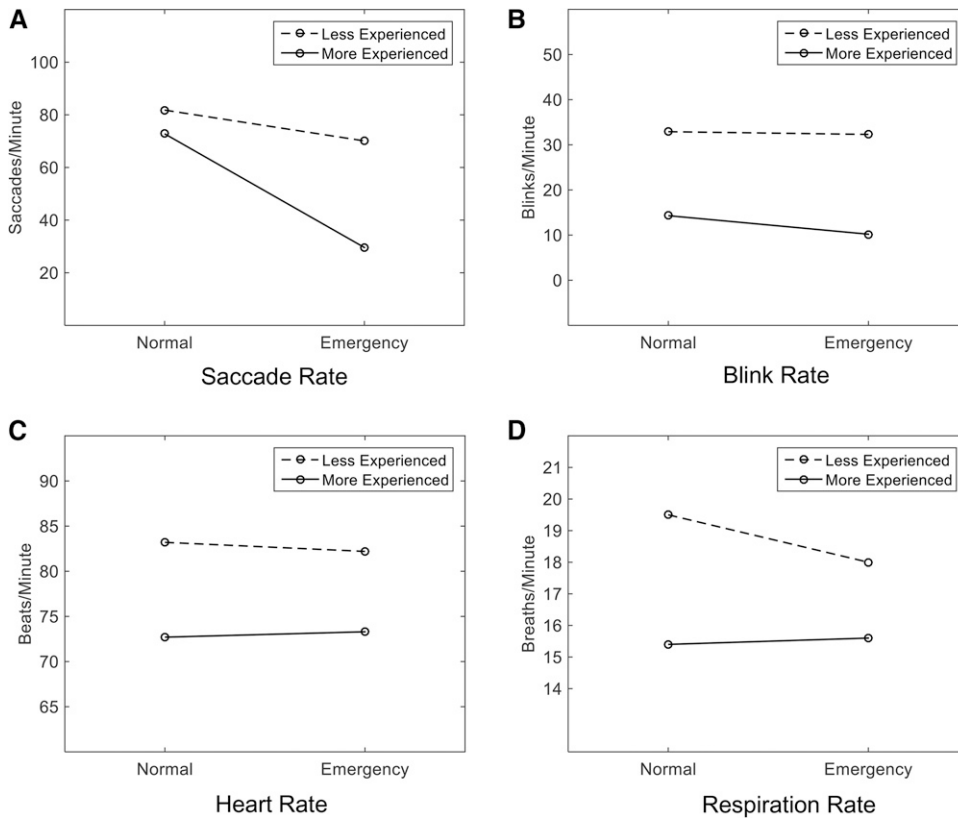 A
Less Experienced
More Experienced
100
80
60
40
20
Saccades/Minute
Normal Emergency
Saccade Rate
B
Less Experienced
More Experienced
50
40
30
20
10
0
Blinks/Minute
Normal Emergency
Blink Rate
C
Less Experienced
More Experienced
90
85
80
75
70
65
Beats/Minute
Normal Emergency
Heart Rate
D
Less Experienced
More Experienced
21
20
19
18
17
16
15
14
Breaths/Minute
Normal Emergency
Respiration Rate